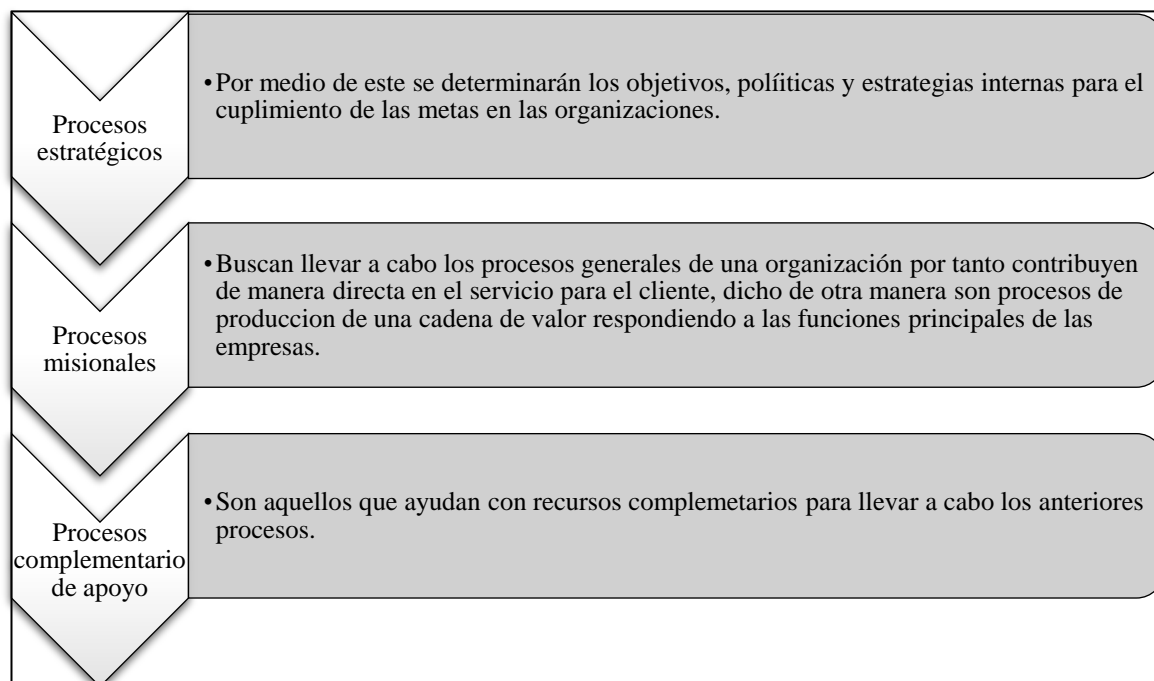 Procesos
estratégicos
•Por medio de este se determinarán los objetivos, políiticas y estrategias internas para el
cuplimiento de las metas en las organizaciones.
Procesos
misionales
•Buscan llevar a cabo los procesos generales de una organización por tanto contribuyen
de manera directa en el servicio para el cliente, dicho de otra manera son procesos de
produccion de una cadena de valor respondiendo a las funciones principales de las
empresas.
Procesos
complementario
de apoyo
•Son aquellos que ayudan con recursos complemetarios para llevar a cabo los anteriores
procesos.